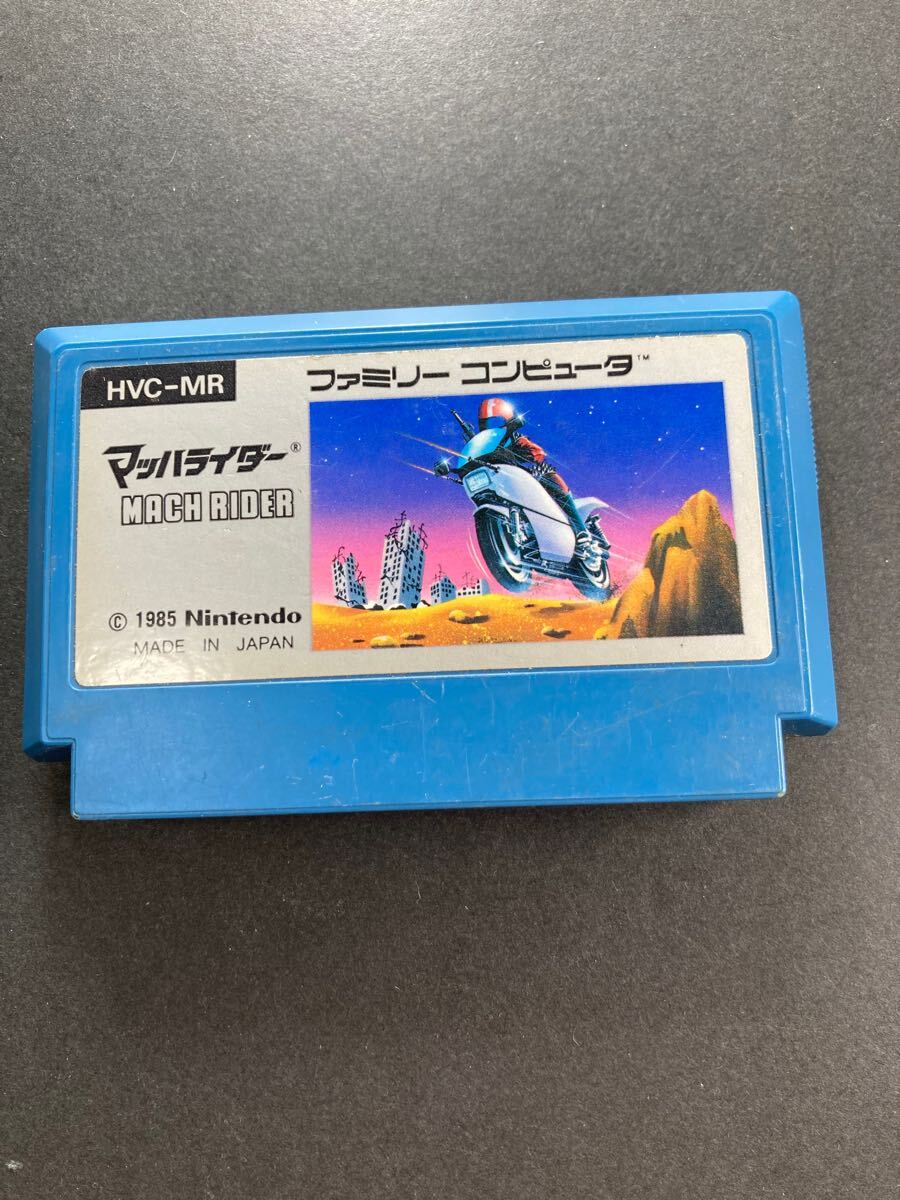 HVC-MR
ファミリー コンピュータ™
マッハライダー®
MACH RIDER
© 1985 Nintendo
MADE IN JAPAN